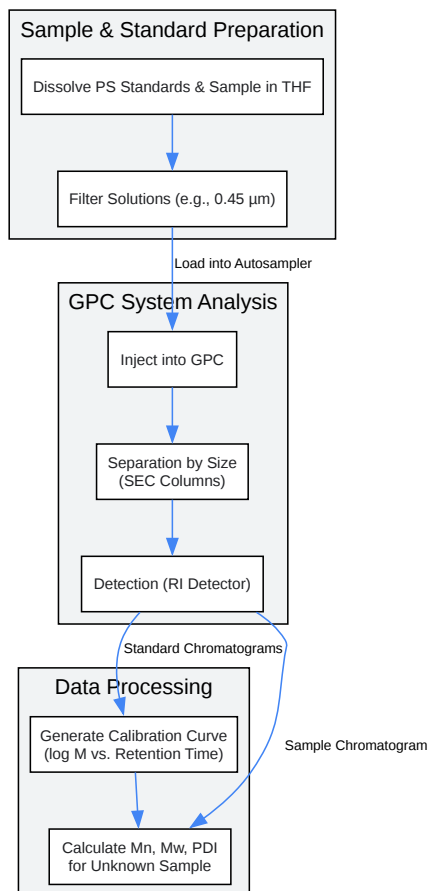 Sample & Standard Preparation
Dissolve PS Standards & Sample in THF
Filter Solutions (e.g., 0.45 µm)
Load into Autosampler
GPC System Analysis
Inject into GPC
Separation by Size
(SEC Columns)
Detection (RI Detector)
Standard Chromatograms
Data Processing
Generate Calibration Curve
(log M vs. Retention Time)
Sample Chromatogram
Calculate Mn, Mw, PDI
for Unknown Sample